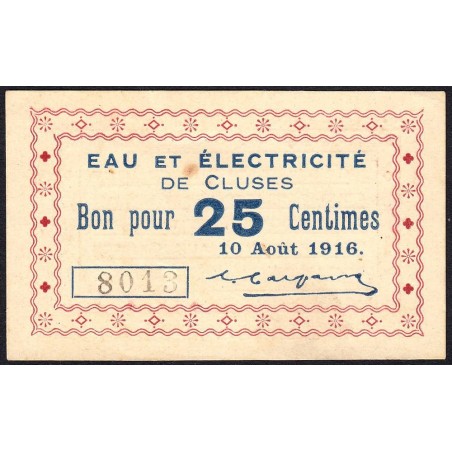 EAU ET ÉLECTRICITÉ
DE CLUSES
Bon pour 25 Centimes
10 Août 1916.
8013